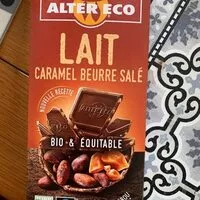 ALTER ECO
LAIT
CARAMEL BEURRE SALÉ
NOUVELLE RECETTE
BIO & ÉQUITABLE